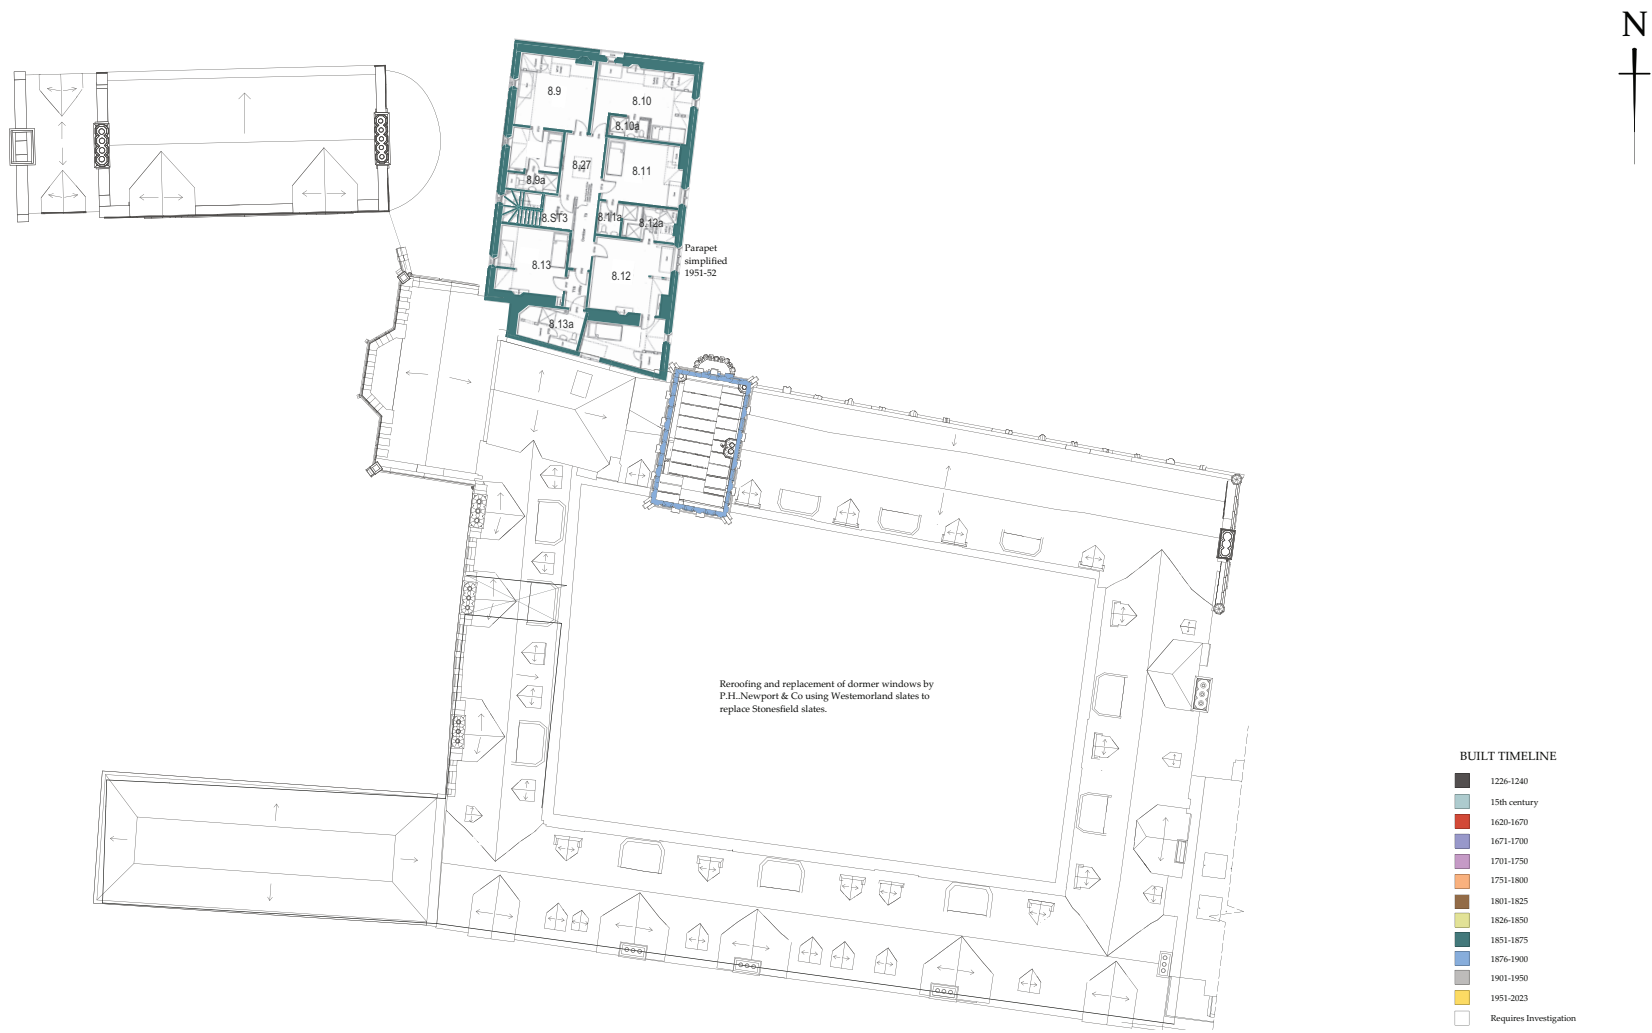 N
8.9
8.10
8.10a
8.27
8.11
8.9a
8.ST3
8.11a
8.12a
8.13
8.12
8.13a
Parapet
simplified
1951-52
Reroofing and replacement of dormer windows by
P.H..Newport & Co using Westemorland slates to
replace Stonesfield slates.
BUILT TIMELINE
1226-1240
15th century
1620-1670
1671-1700
1701-1750
1751-1800
1801-1825
1826-1850
1851-1875
1876-1900
1901-1950
1951-2023
Requires Investigation